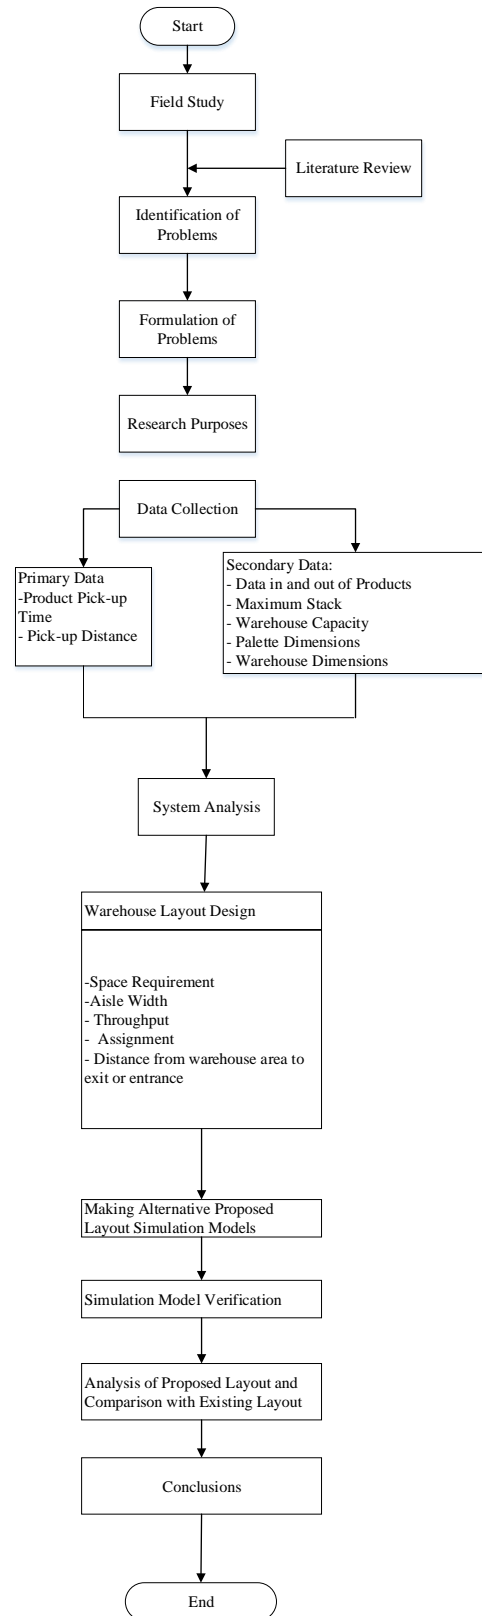 Start
Field Study
Literature Review
Identification of
Problems
Formulation of
Problems
Research Purposes
Data Collection
Primary Data
-Product Pick-up
Time
- Pick-up Distance
Secondary Data:
- Data in and out of Products
- Maximum Stack
- Warehouse Capacity
- Palette Dimensions
- Warehouse Dimensions
System Analysis
Warehouse Layout Design
-Space Requirement
-Aisle Width
- Throughput
- Assignment
- Distance from warehouse area to
exit or entrance
Making Alternative Proposed
Layout Simulation Models
Simulation Model Verification
Analysis of Proposed Layout and
Comparison with Existing Layout
Conclusions
End